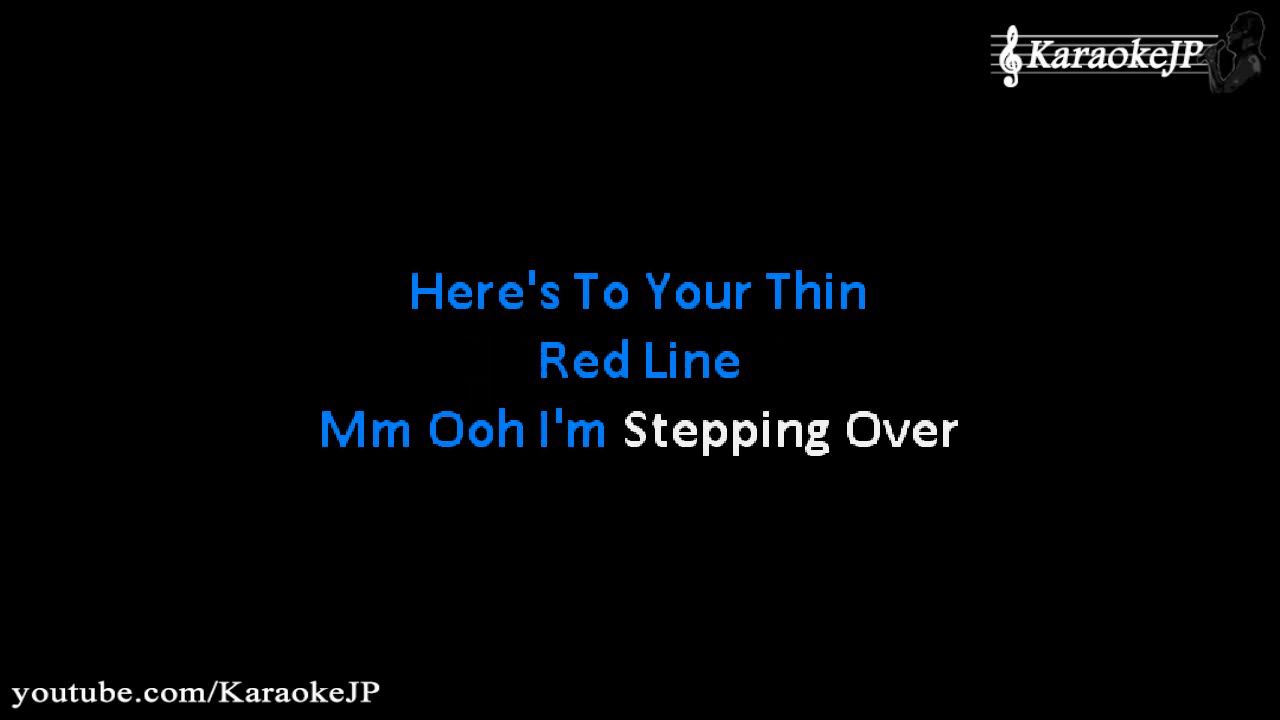 KaraokeJP
Here's To Your Thin
Red Line
Mm Ooh I'm Stepping Over
youtube.com/KaraokeJP